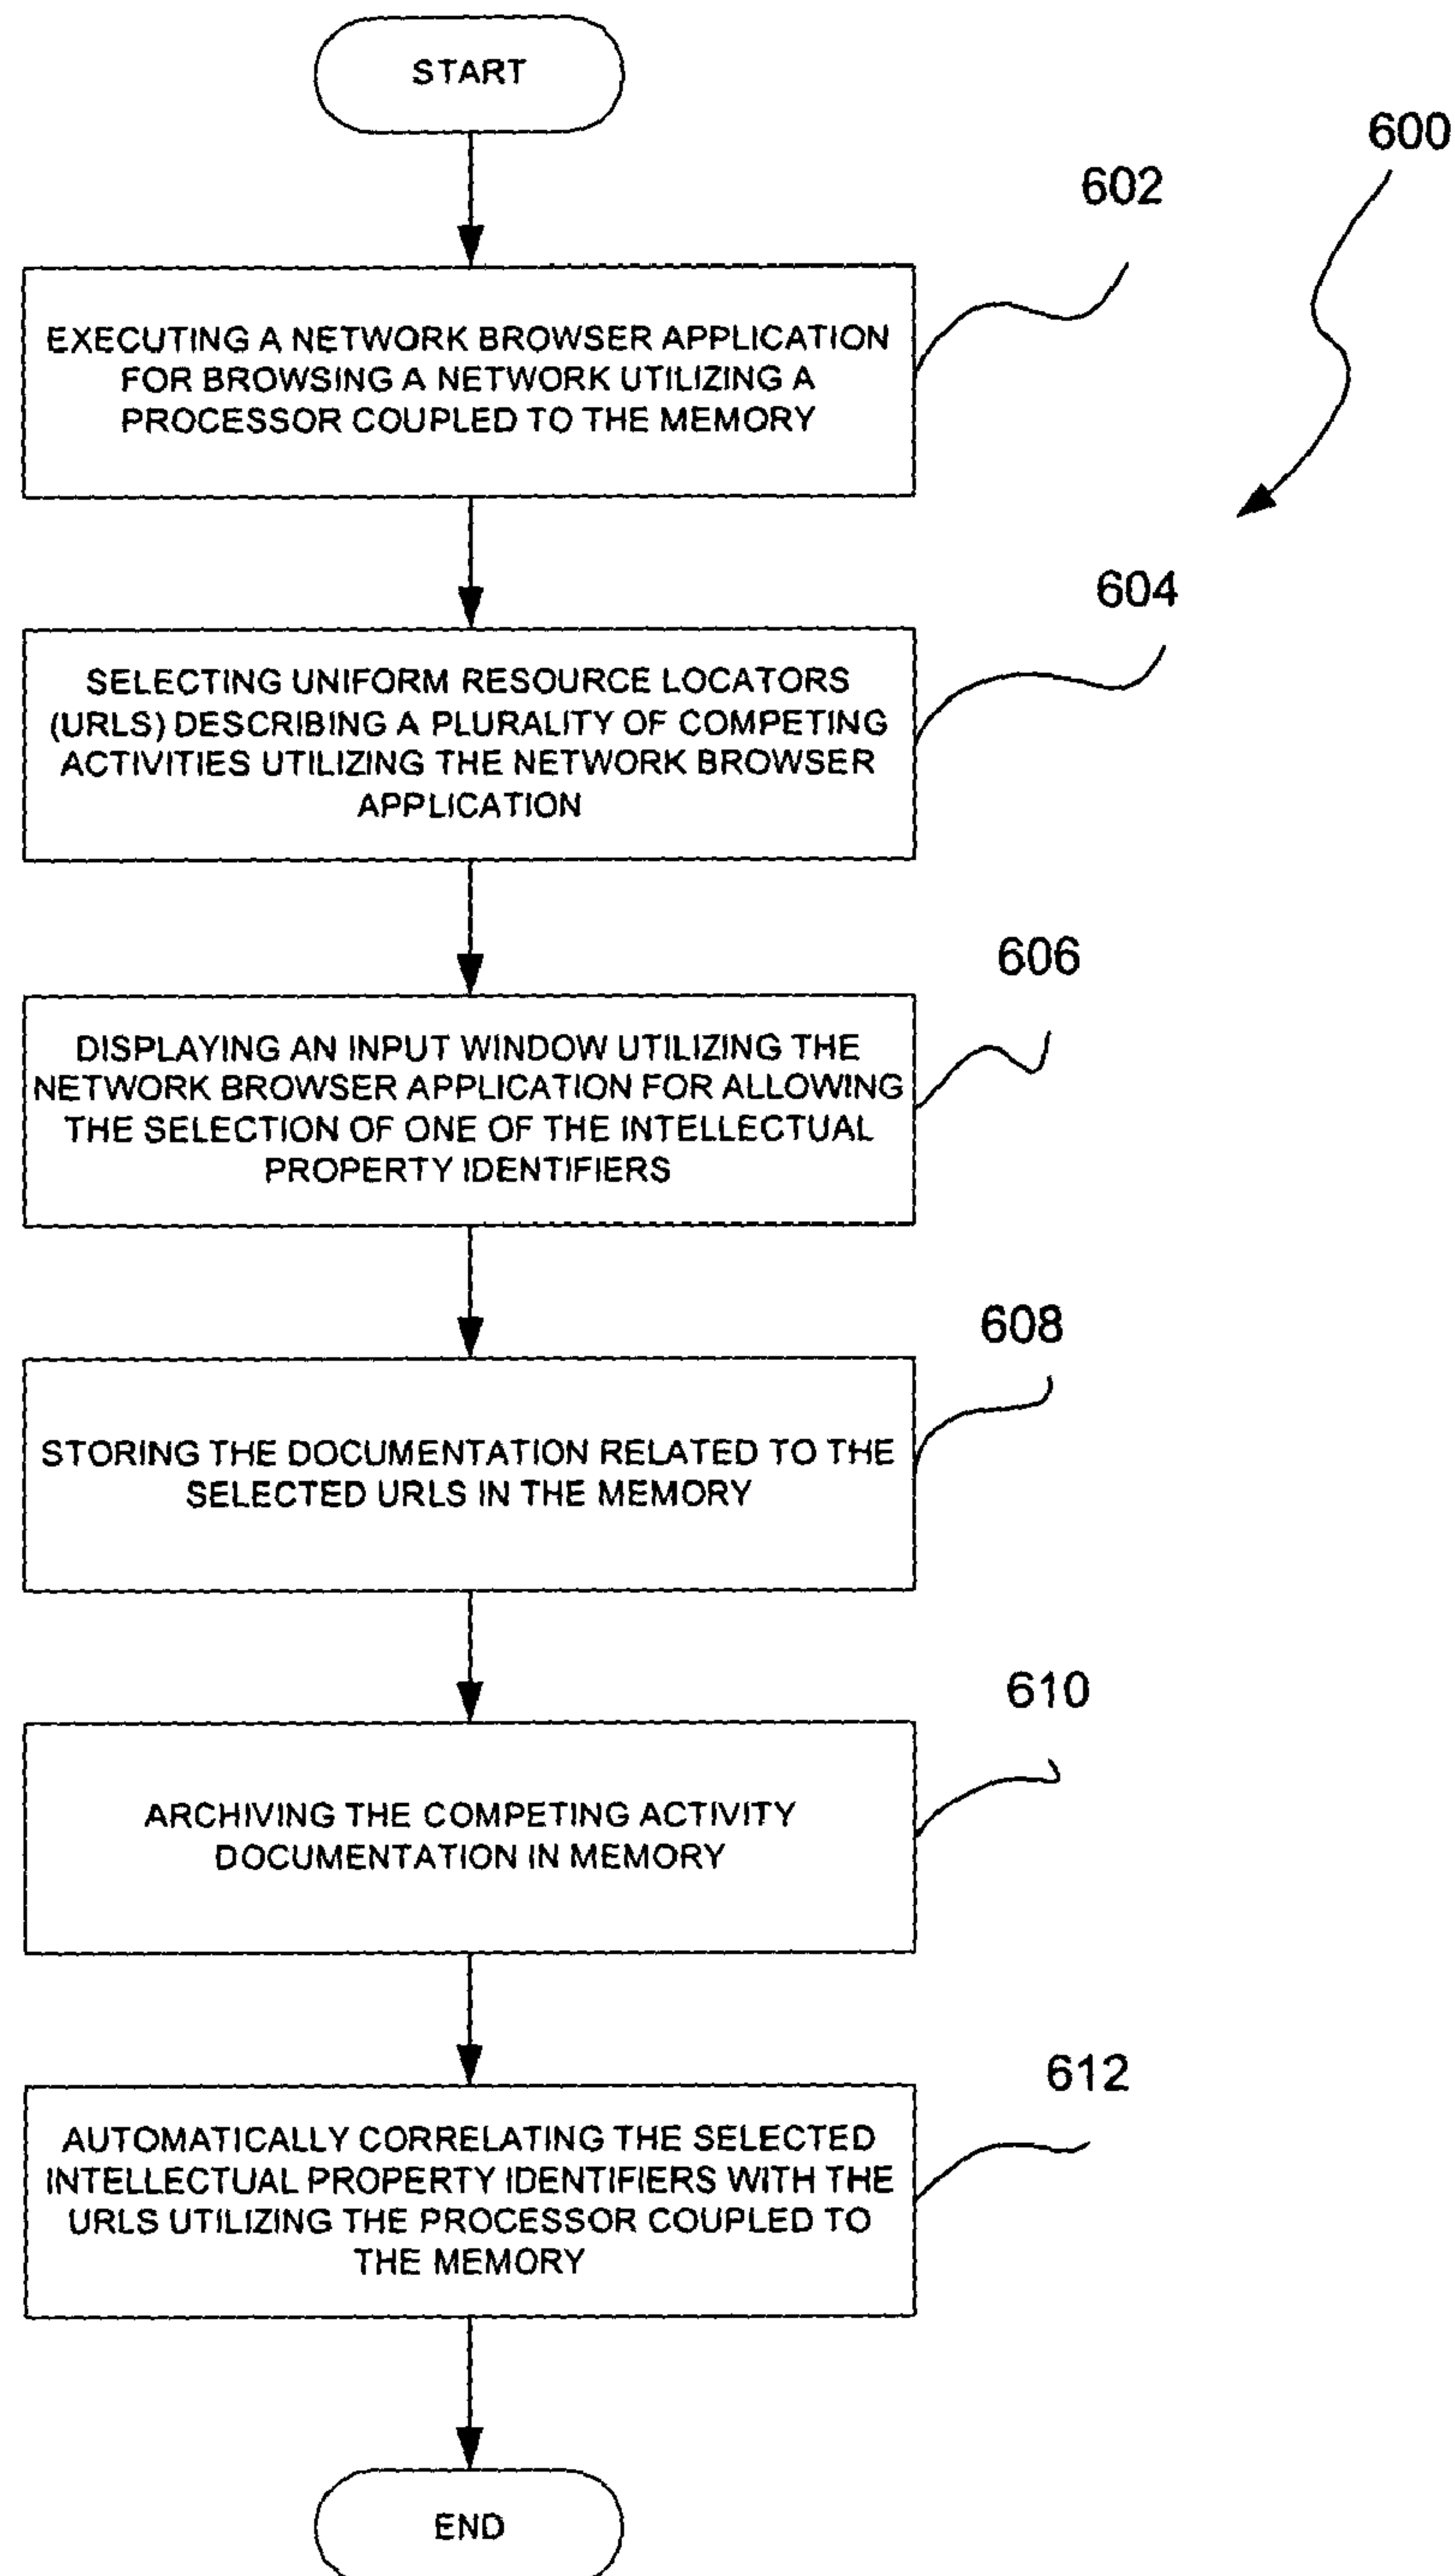 START
600
602
EXECUTING A NETWORK BROWSER APPLICATION
FOR BROWSING A NETWORK UTILIZING A
PROCESSOR COUPLED TO THE MEMORY
604
SELECTING UNIFORM RESOURCE LOCATORS
(URLS) DESCRIBING A PLURALITY OF COMPETING
ACTIVITIES UTILIZING THE NETWORK BROWSER
APPLICATION
606
DISPLAYING AN INPUT WINDOW UTILIZING THE
NETWORK BROWSER APPLICATION FOR ALLOWING
THE SELECTION OF ONE OF THE INTELLECTUAL
PROPERTY IDENTIFIERS
608
STORING THE DOCUMENTATION RELATED TO THE
SELECTED URLS IN THE MEMORY
610
ARCHIVING THE COMPETING ACTIVITY
DOCUMENTATION IN MEMORY
612
AUTOMATICALLY CORRELATING THE SELECTED
INTELLECTUAL PROPERTY IDENTIFIERS WITH THE
URLS UTILIZING THE PROCESSOR COUPLED TO
THE MEMORY
END